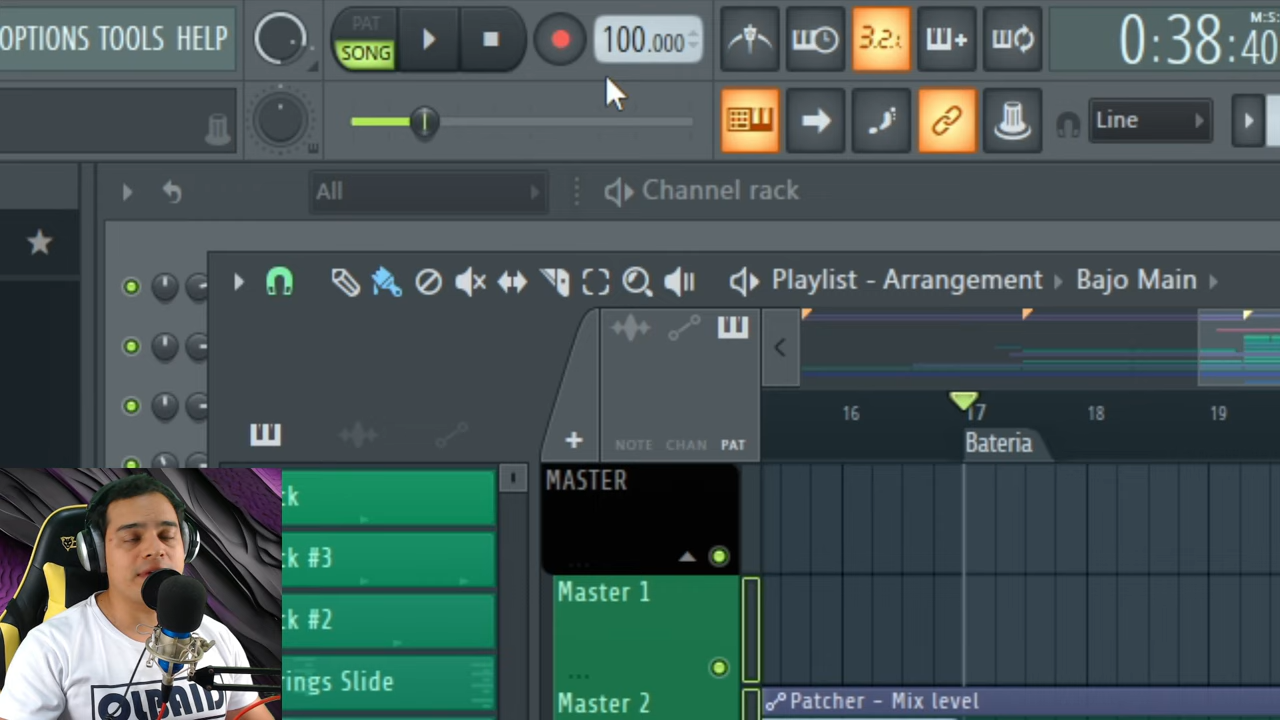 OPTIONS TOOLS HELP
PAT
SONG
100.000
3.2.
M:S:
0:38:40
Line
All
Channel rack
Playlist - Arrangement
Bajo Main
16
17
18
19
NOTE CHAN PAT
Bateria
MASTER
ck #3
ck #2
rings Slide
Master 1
Master 2
Patcher - Mix level